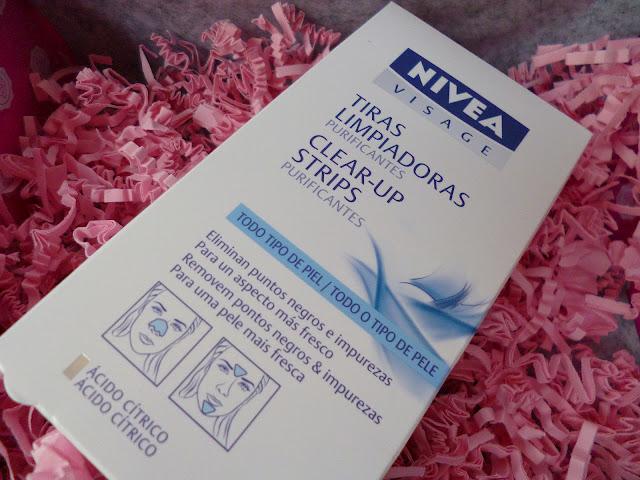 NIVEA
VISAGE
TIRAS
LIMPIADORAS
PURIFICANTES
CLEAR-UP
STRIPS
PURIFICANTES
TODO TIPO DE PIEL / TODO O TIPO DE PELE
Eliminan puntos negros e impurezas
Para un aspecto más fresco
Removem pontos negros & impurezas
Para uma pele mais fresca
ÁCIDO CÍTRICO
ÁCIDO CÍTRICO